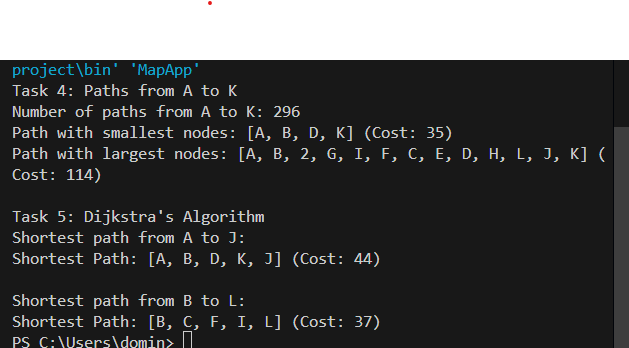 project\bin' 'MapApp'
Task 4: Paths from A to K
Number of paths from A to K: 296
Path with smallest nodes: [A, B, D, K] (Cost: 35)
Path with largest nodes: [A, B, 2, G, I, F, C, E, D, H, L, J, K] (
Cost: 114)
Task 5: Dijkstra's Algorithm
Shortest path from A to J:
Shortest Path: [A, B, D, K, J] (Cost: 44)
Shortest path from B to L:
Shortest Path: [B, C, F, I, L] (Cost: 37)
PS C:\Users\domin>